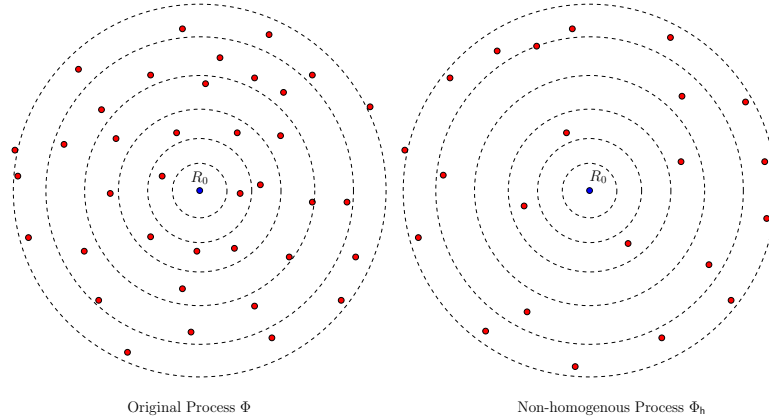 R₀
R₀
Original Process Φ
Non-homogenous Process Φₕ